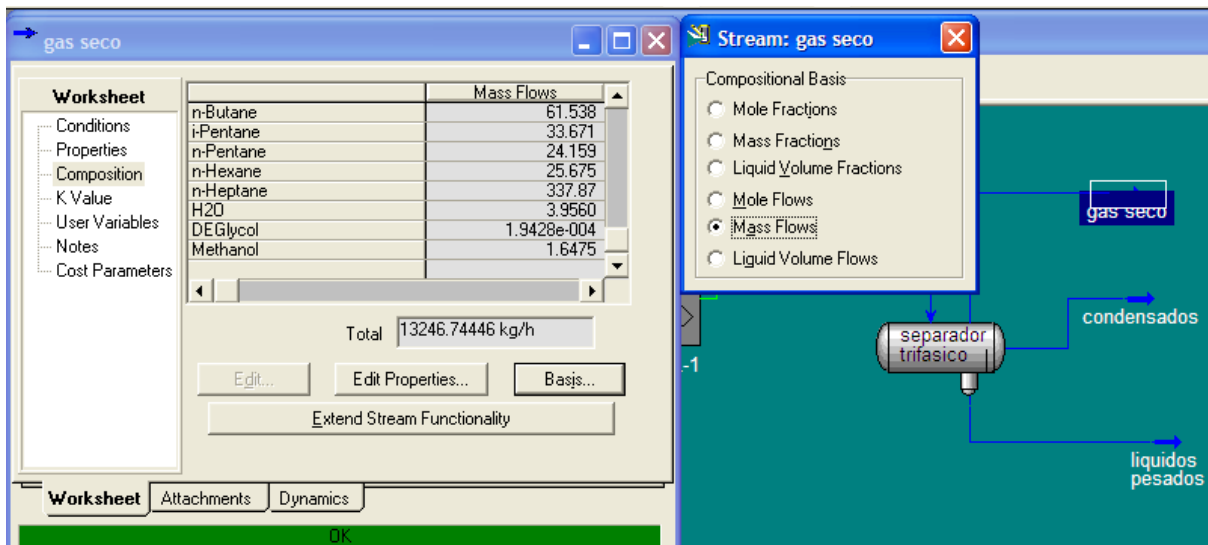 gas seco
Worksheet
Conditions
Properties
Composition
K Value
User Variables
Notes
Cost Parameters
Mass Flows
n-Butane 61.538
i-Pentane 33.671
n-Pentane 24.159
n-Hexane 25.675
n-Heptane 337.87
H2O 3.9560
DEGlycol 1.9428e-004
Methanol 1.6475
Total 13246.74446 kg/h
Edit... Edit Properties... Basis...
Extend Stream Functionality
Worksheet Attachments Dynamics
OK
Stream: gas seco
Compositional Basis
Mole Fractions
Mass Fractions
Liquid Volume Fractions
Mole Flows
Mass Flows
Liquid Volume Flows
gas seco
condensados
separador
trifasico
-1
liquidos
pesados